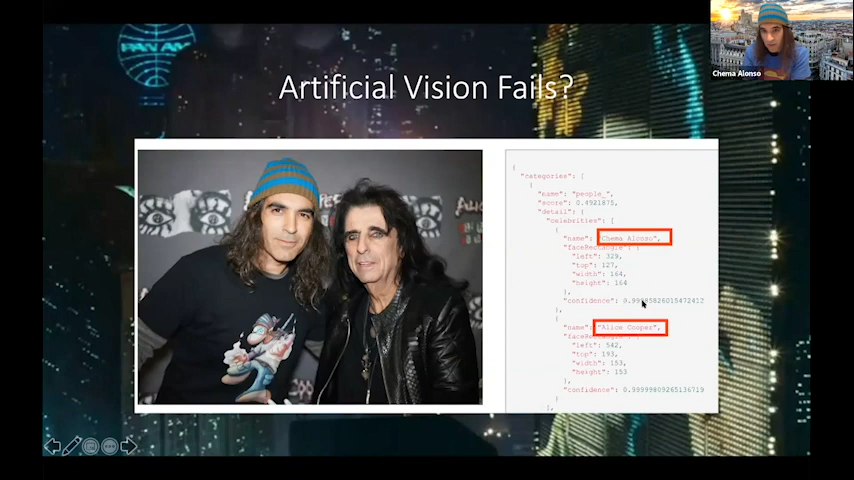 PAN AM
Chema Alonso
Artificial Vision Fails?
{
"categories": [
{
"name": "people_",
"score": 0.4921875,
"detail": {
"celebrities": [
{
"name": "Chema Alonso",
"faceRectangle": {
"left": 329,
"top": 127,
"width": 164,
"height": 164
},
"confidence":
},
{
"name": "Alice Cooper",
"faceRectangle": {
"left": 542,
"top": 193,
"width": 153,
"height": 153
},
"confidence": 0.99999809265136719
}
],